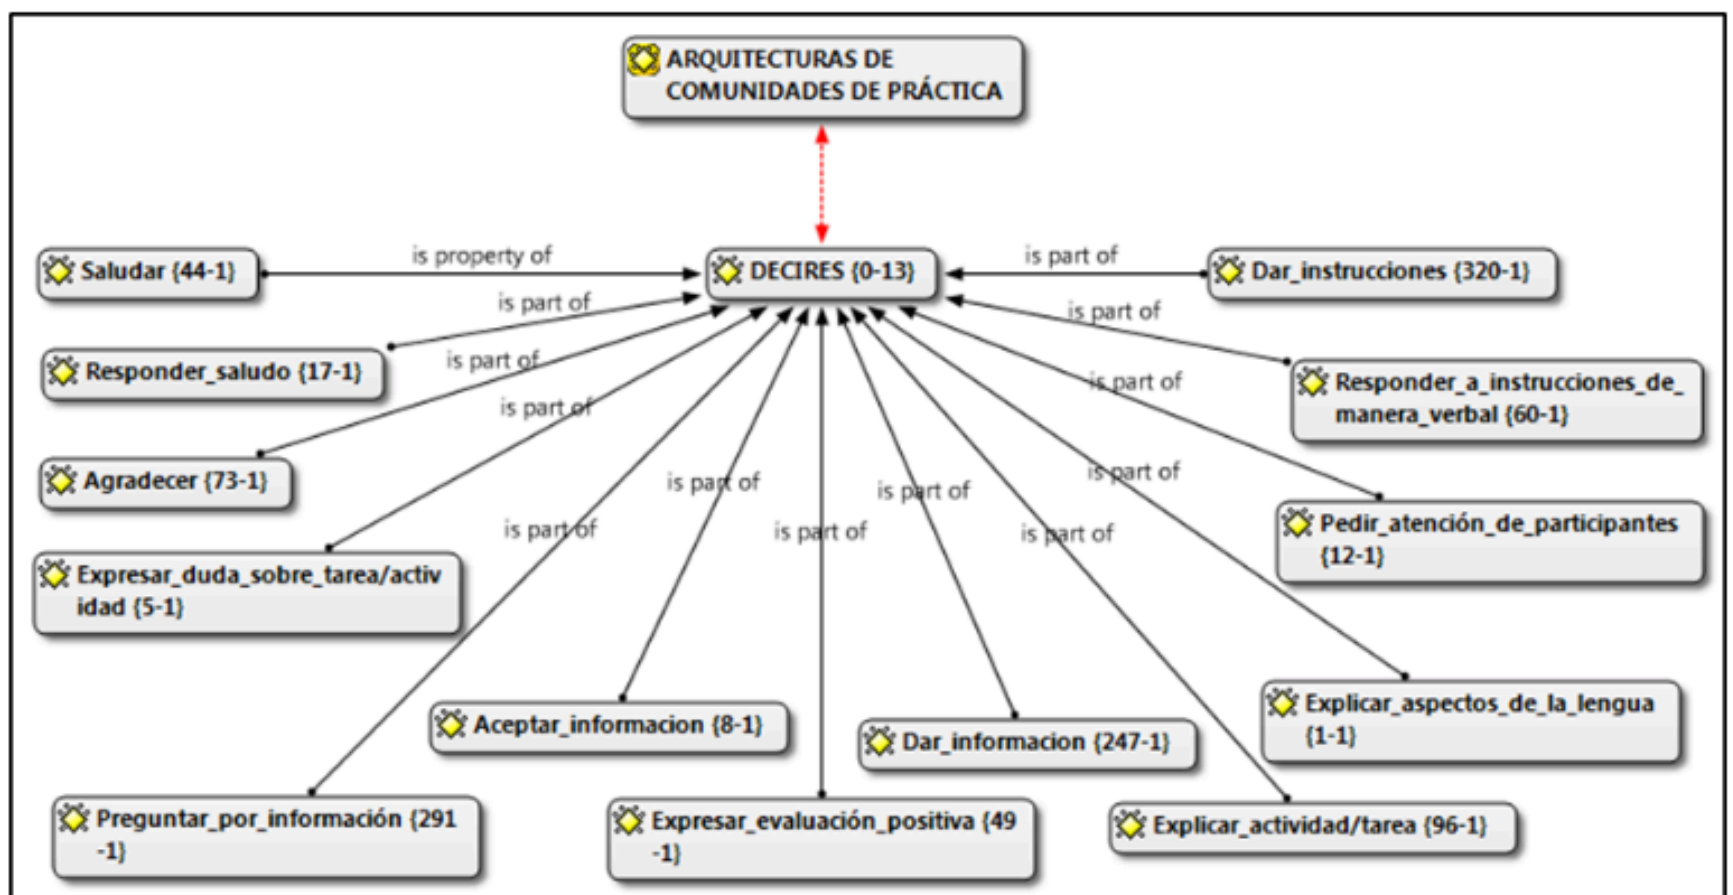 ARQUITECTURAS DE
COMUNIDADES DE PRÁCTICA
Saludar {44-1}
is property of
DECIRES {0-13}
is part of
Dar_instrucciones {320-1}
is part of
is part of
Responder_saludo {17-1}
is part of
is part of
Responder_a_instrucciones_de_
manera_verbal {60-1}
is part of
Agradecer {73-1}
is part of
is part of
is part of
Pedir_atención_de_participantes
{12-1}
is part of
is part of
is part of
Expresar_duda_sobre_tarea/activ
idad {5-1}
Aceptar_informacion {8-1}
Dar_informacion {247-1}
Explicar_aspectos_de_la_lengua
{1-1}
Preguntar_por_información {291
-1}
Expresar_evaluación_positiva {49
-1}
Explicar_actividad/tarea {96-1}